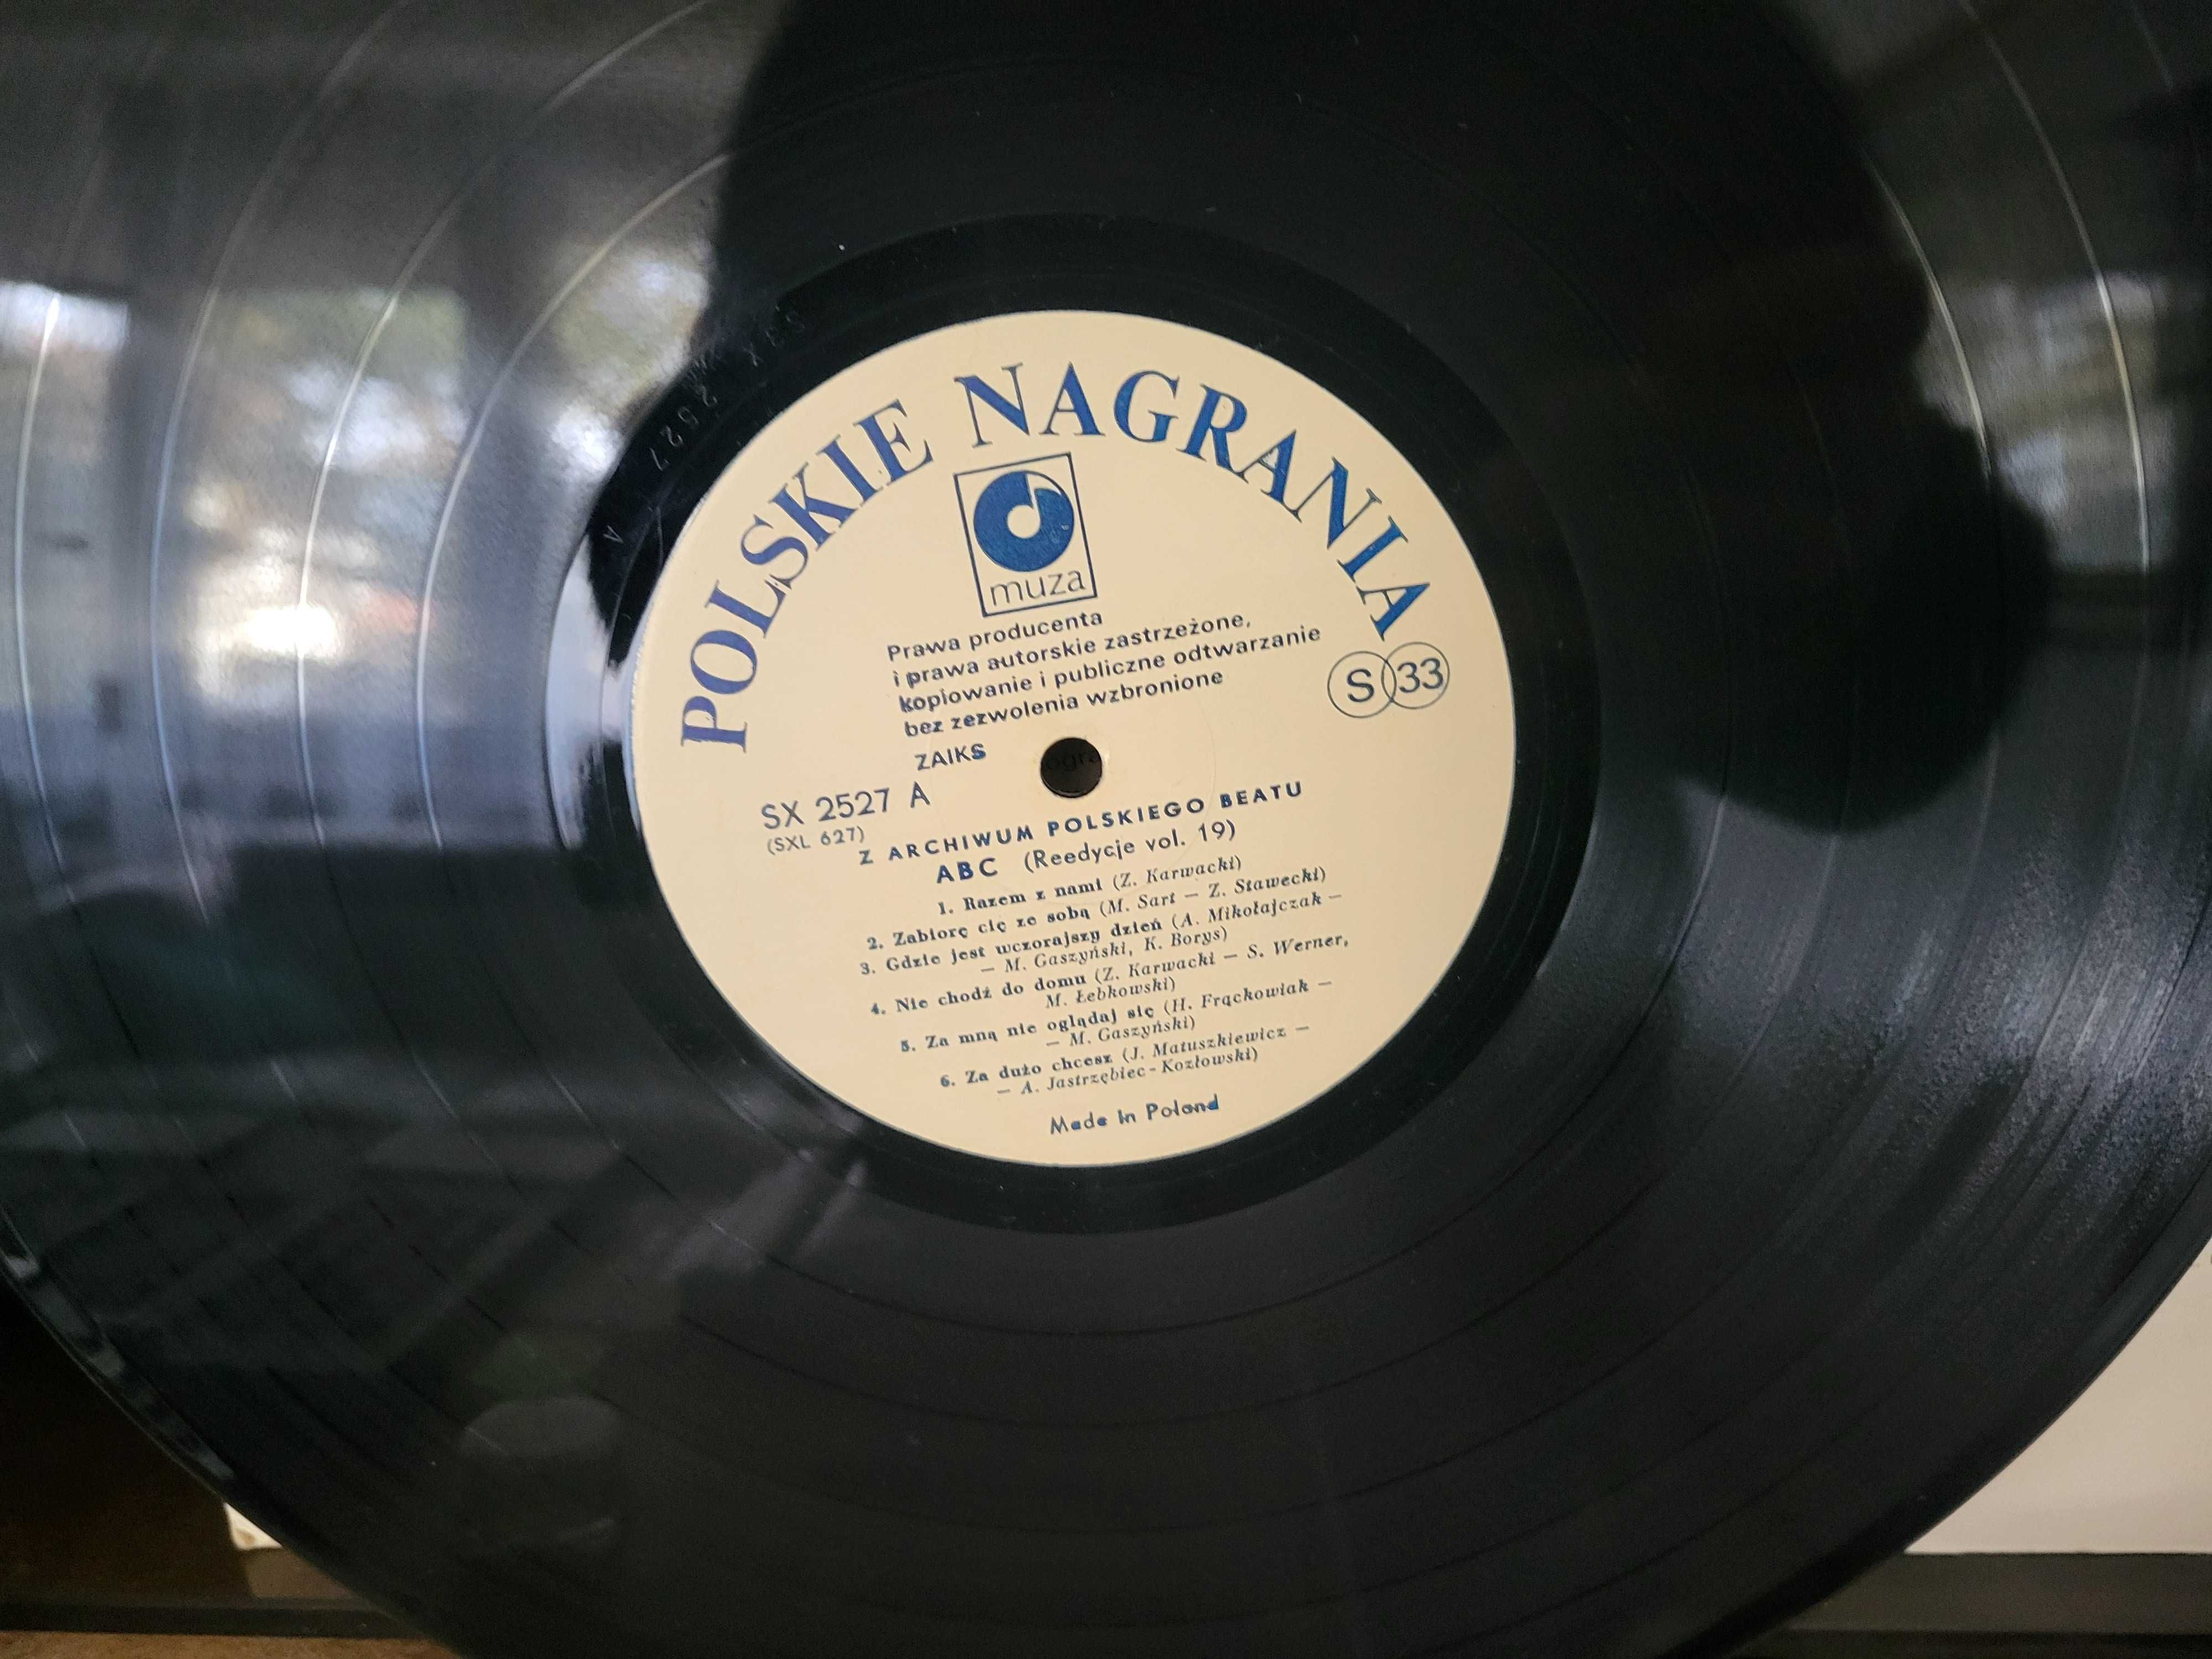 POLSKIE NAGRANIA
muza
Prawa producenta
i prawa autorskie zastrzeżone,
kopiowanie i publiczne odtwarzanie
bez zezwolenia wzbronione
S 33
ZAIKS
SX 2527 A
(SXL 627)
Z ARCHIWUM POLSKIEGO BEATU
ABC (Reedycje vol. 19)
1. Razem z nami (Z. Karwacki)
2. Zabiorę cię ze sobą (M. Sart — Z. Stawecki)
3. Gdzie jest wczorajszy dzień (A. Mikołajczak —
— M. Gaszyński, K. Borys)
4. Nie chodź do domu (Z. Karwacki — S. Werner,
M. Łebkowski)
5. Za mną nie oglądaj się (H. Frąckowiak —
— M. Gaszyński)
6. Za dużo chcesz (J. Matuszkiewicz —
— A. Jastrzębiec-Kozłowski)
Made in Poland